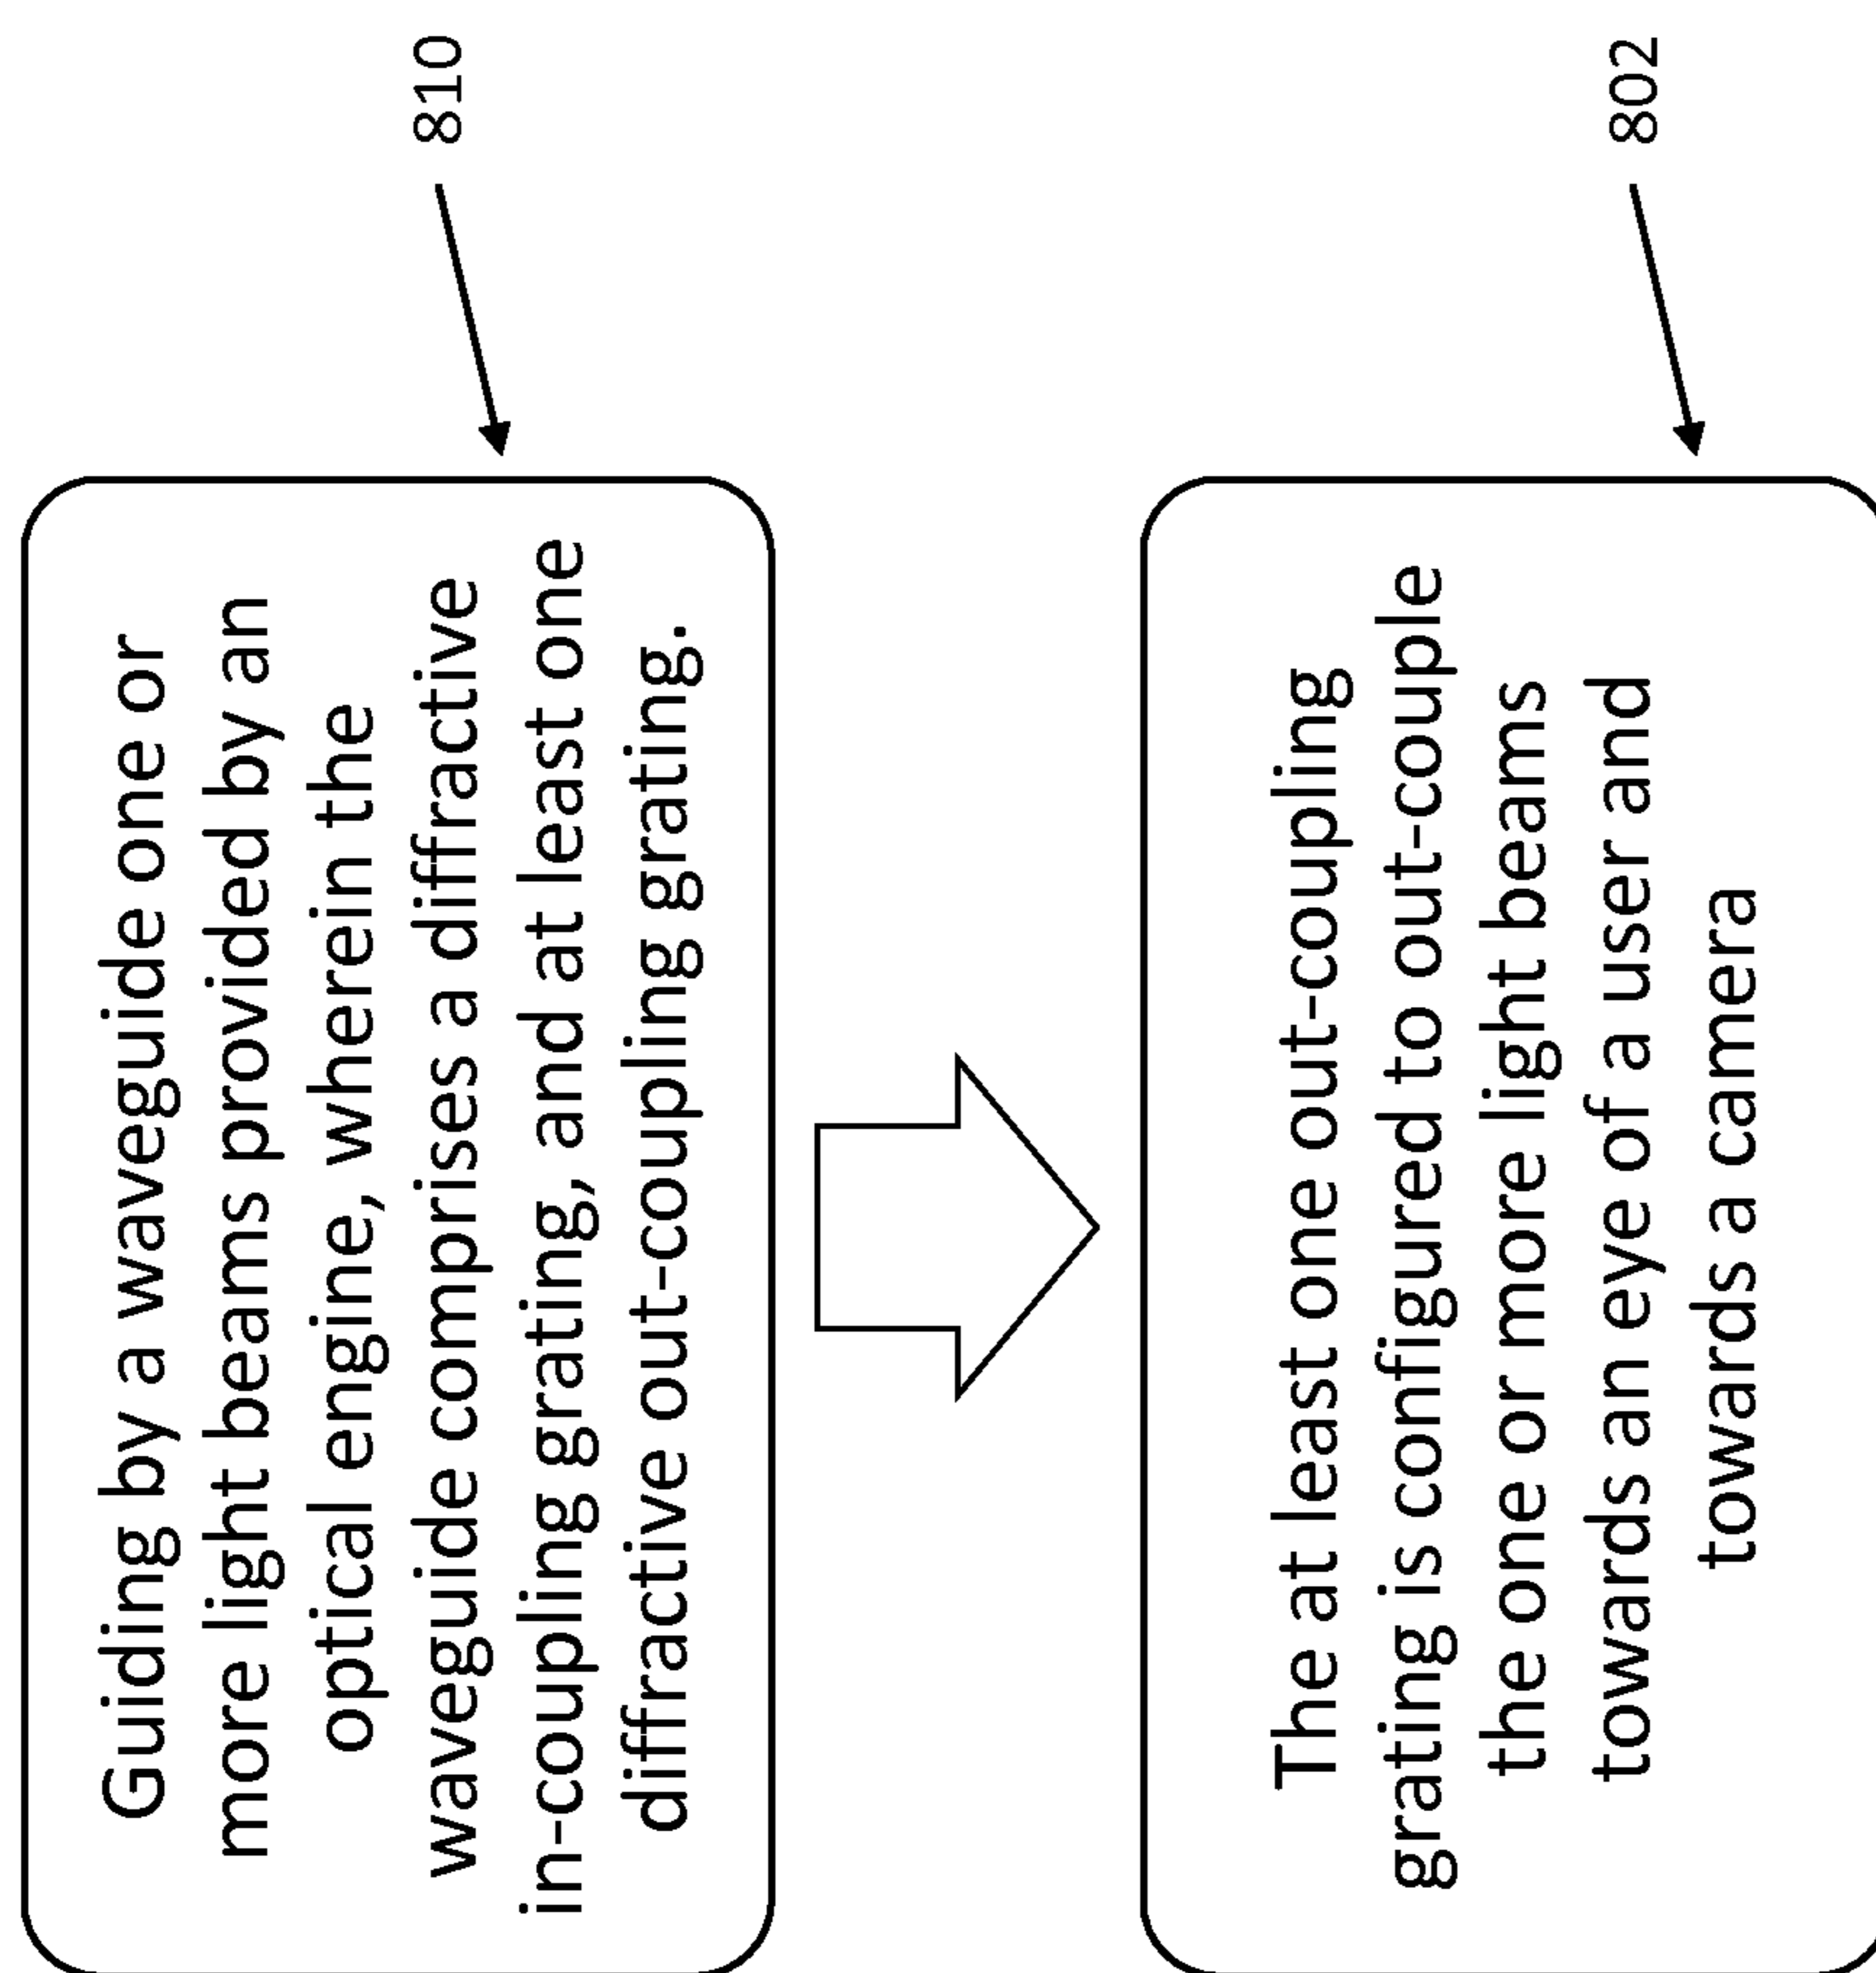 Guiding by a waveguide one or
more light beams provided by an
optical engine, wherein the
waveguide comprises a diffractive
in-coupling grating, and at least one
diffractive out-coupling grating.
810
The at least one out-coupling
grating is configured to out-couple
the one or more light beams
towards an eye of a user and
towards a camera
802